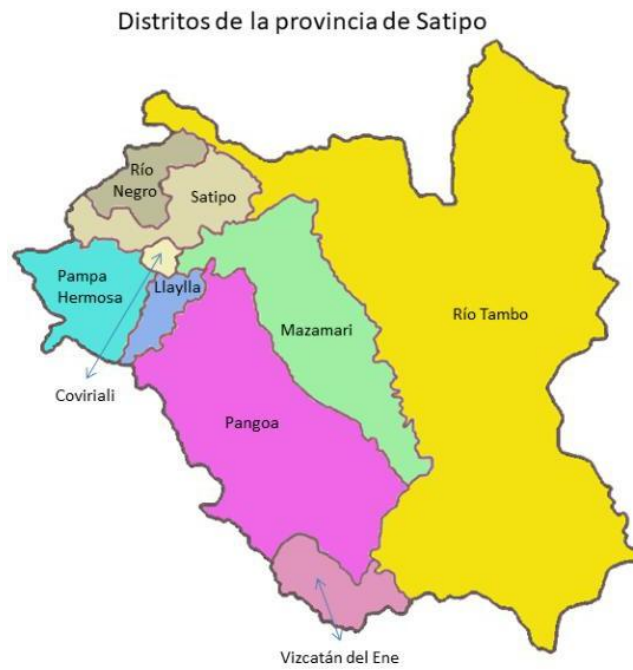 Distritos de la provincia de Satipo
Río
Negro
Satipo
Pampa
Hermosa
Llaylla
Mazamari
Río Tambo
Coviriali
Pangoa
Vizcatán del Ene